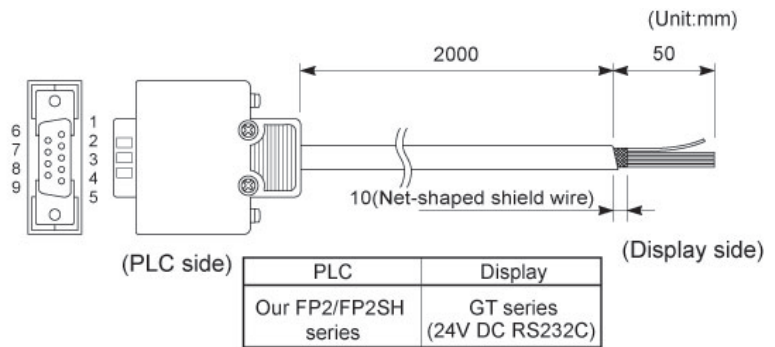 (Unit:mm)
2000 50
6
7
8
9
1
2
3
4
5
10(Net-shaped shield wire)
(PLC side)
(Display side)
PLC Display
Our FP2/FP2SH GT series
series (24V DC RS232C)